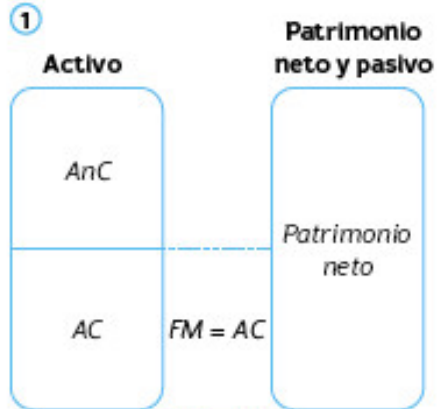 1
Activo
Patrimonio
neto y pasivo
AnC
AC
FM = AC
Patrimonio
neto